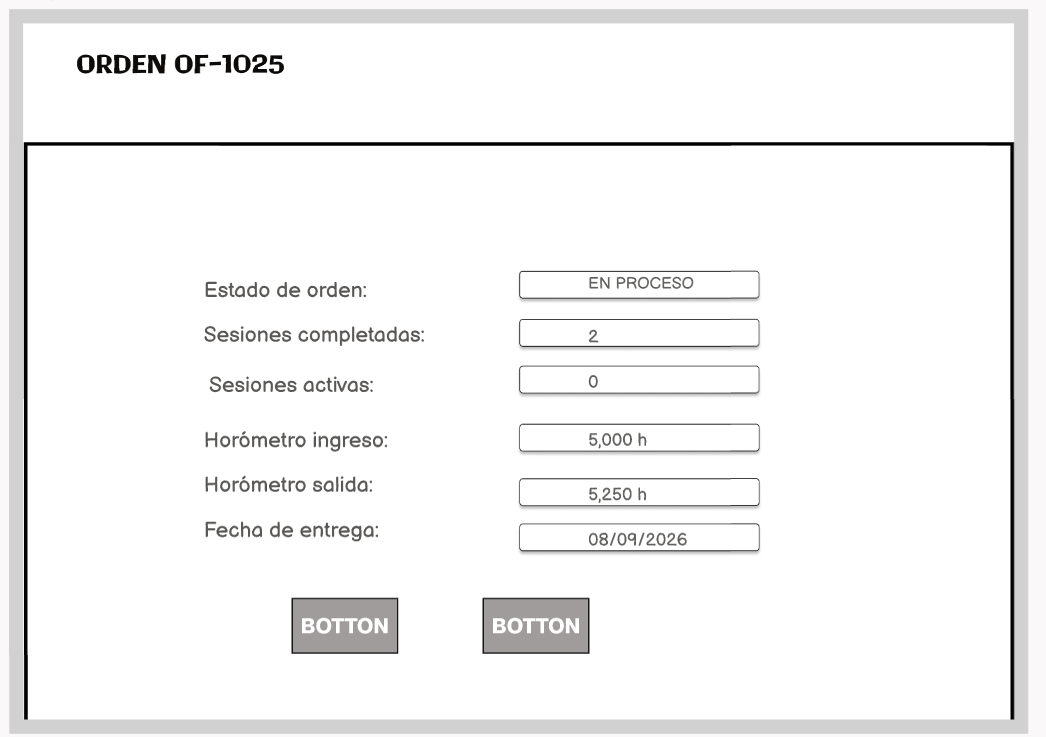 ORDEN OF-1025
Estado de orden: EN PROCESO
Sesiones completadas: 2
Sesiones activas: 0
Horómetro ingreso: 5,000 h
Horómetro salida: 5,250 h
Fecha de entrega: 08/09/2026
BOTTON BOTTON